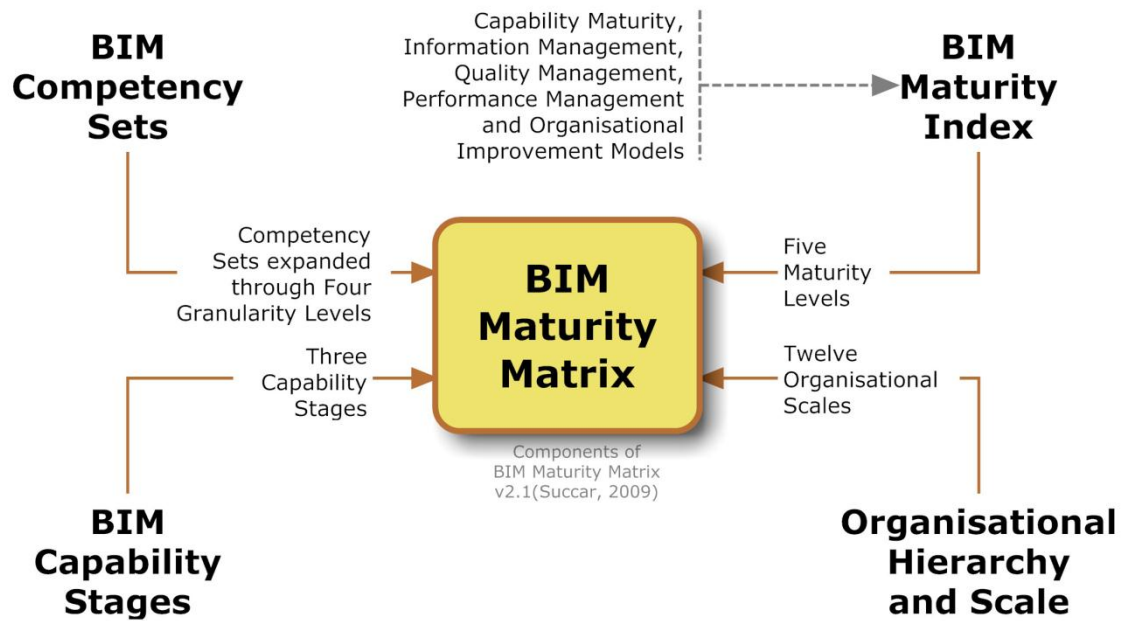 BIM
Competency
Sets
Capability Maturity,
Information Management,
Quality Management,
Performance Management
and Organisational
Improvement Models
BIM
Maturity
Index
Competency
Sets expanded
through Four
Granularity Levels
BIM
Maturity
Matrix
Five
Maturity
Levels
Three
Capability
Stages
Twelve
Organisational
Scales
Components of
BIM Maturity Matrix
v2.1(Succar, 2009)
BIM
Capability
Stages
Organisational
Hierarchy
and Scale